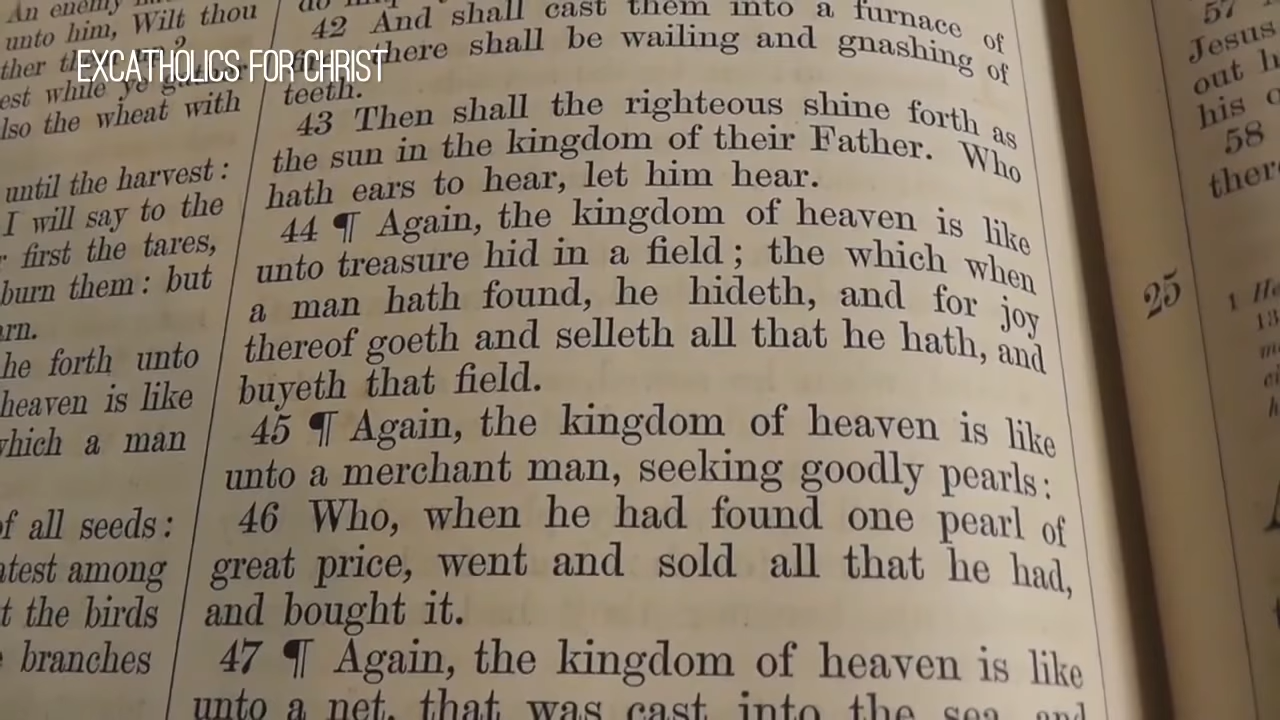 EXCATHOLICS FOR CHRIST
An enemy
unto him, Wilt thou
ye
lso the wheat with
until the harvest:
I will say to the
first the tares,
burn them: but
he forth unto
heaven is like
which a man
of all seeds:
among
t the birds
branches
42 And shall cast them into a furnace of
there shall be wailing and gnashing of
teeth.
43 Then shall the righteous shine forth as
the sun in the kingdom of their Father. Who
hath ears to hear, let him hear.
44 ¶ Again, the kingdom of heaven is like
unto treasure hid in a field; the which when
a man hath found, he hideth, and for joy
thereof goeth and selleth all that he hath, and
buyeth that field.
45 ¶ Again, the kingdom of heaven is like
unto a merchant man, seeking goodly pearls:
46 Who, when he had found one pearl of
great price, went and sold all that he had,
and bought it.
47 ¶ Again, the kingdom of heaven is like
unto a net, that was cast into the sea, and
25
57
Jesus
out
his
58
1